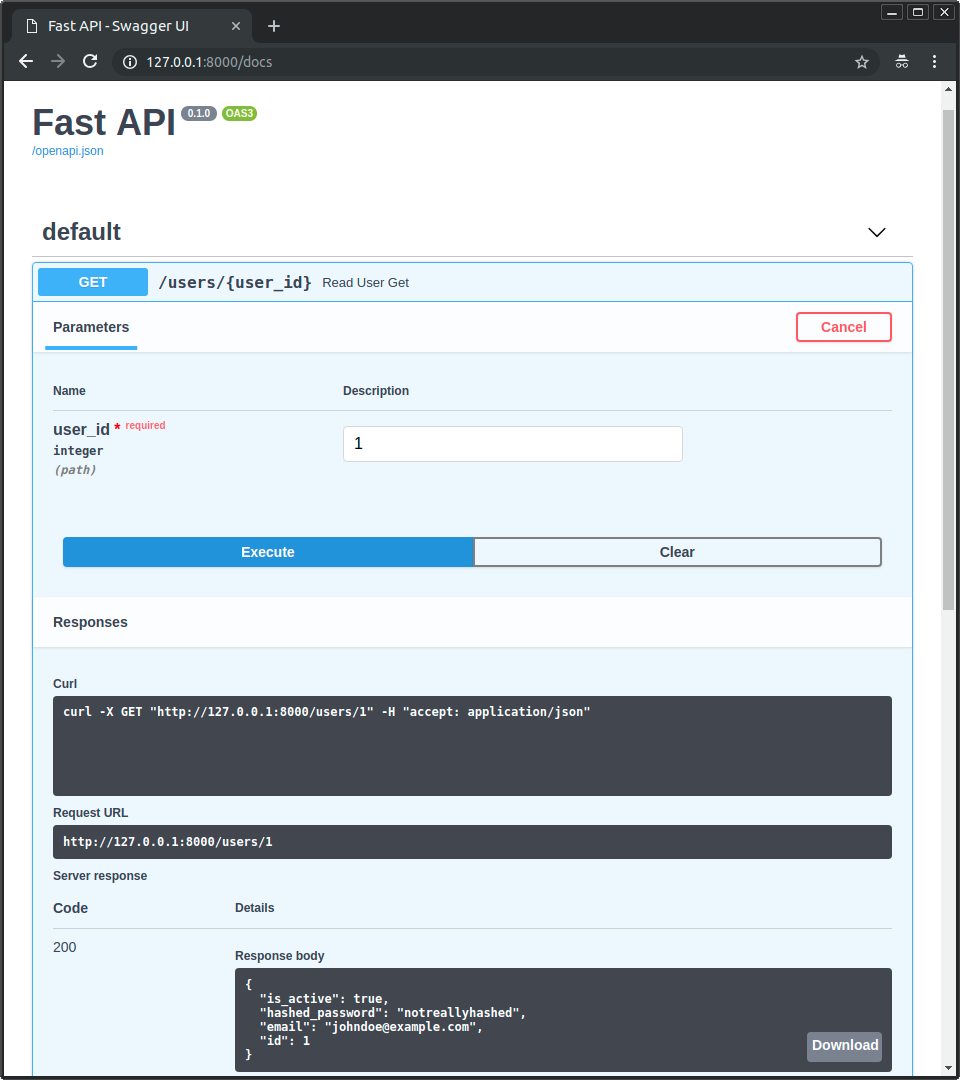 Fast API - Swagger UI
127.0.0.1:8000/docs
Fast API 0.1.0 OAS3
/openapi.json
default
GET /users/{user_id} Read User Get
Parameters Cancel
Name Description
user_id * required 1
integer
(path)
Execute Clear
Responses
Curl
curl -X GET "http://127.0.0.1:8000/users/1" -H "accept: application/json"
Request URL
http://127.0.0.1:8000/users/1
Server response
Code Details
200
Response body
{
  "is_active": true,
  "hashed_password": "notreallyhashed",
  "email": "johndoe@example.com",
  "id": 1
}
Download